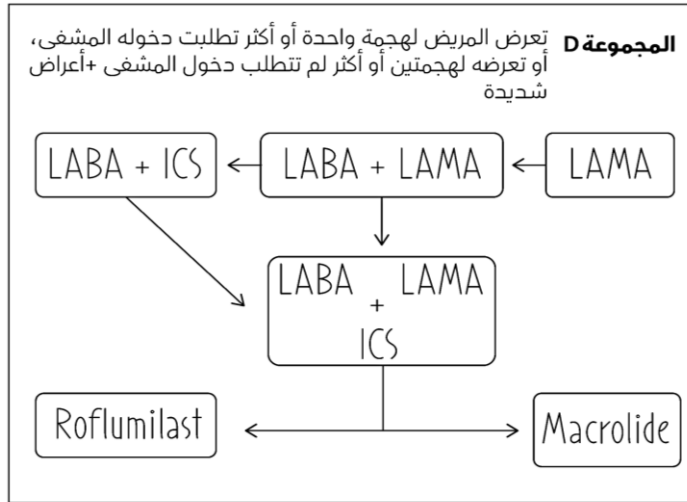 المجموعة D تعرض المريض لهجمة واحدة أو أكثر تطلبت دخوله المشفى،
أو تعرضه لهجمتين أو أكثر لم تتطلب دخول المشفى +أعراض
شديدة
LAMA
LABA + LAMA
LABA + ICS
LABA LAMA
+
ICS
Macrolide
Roflumilast